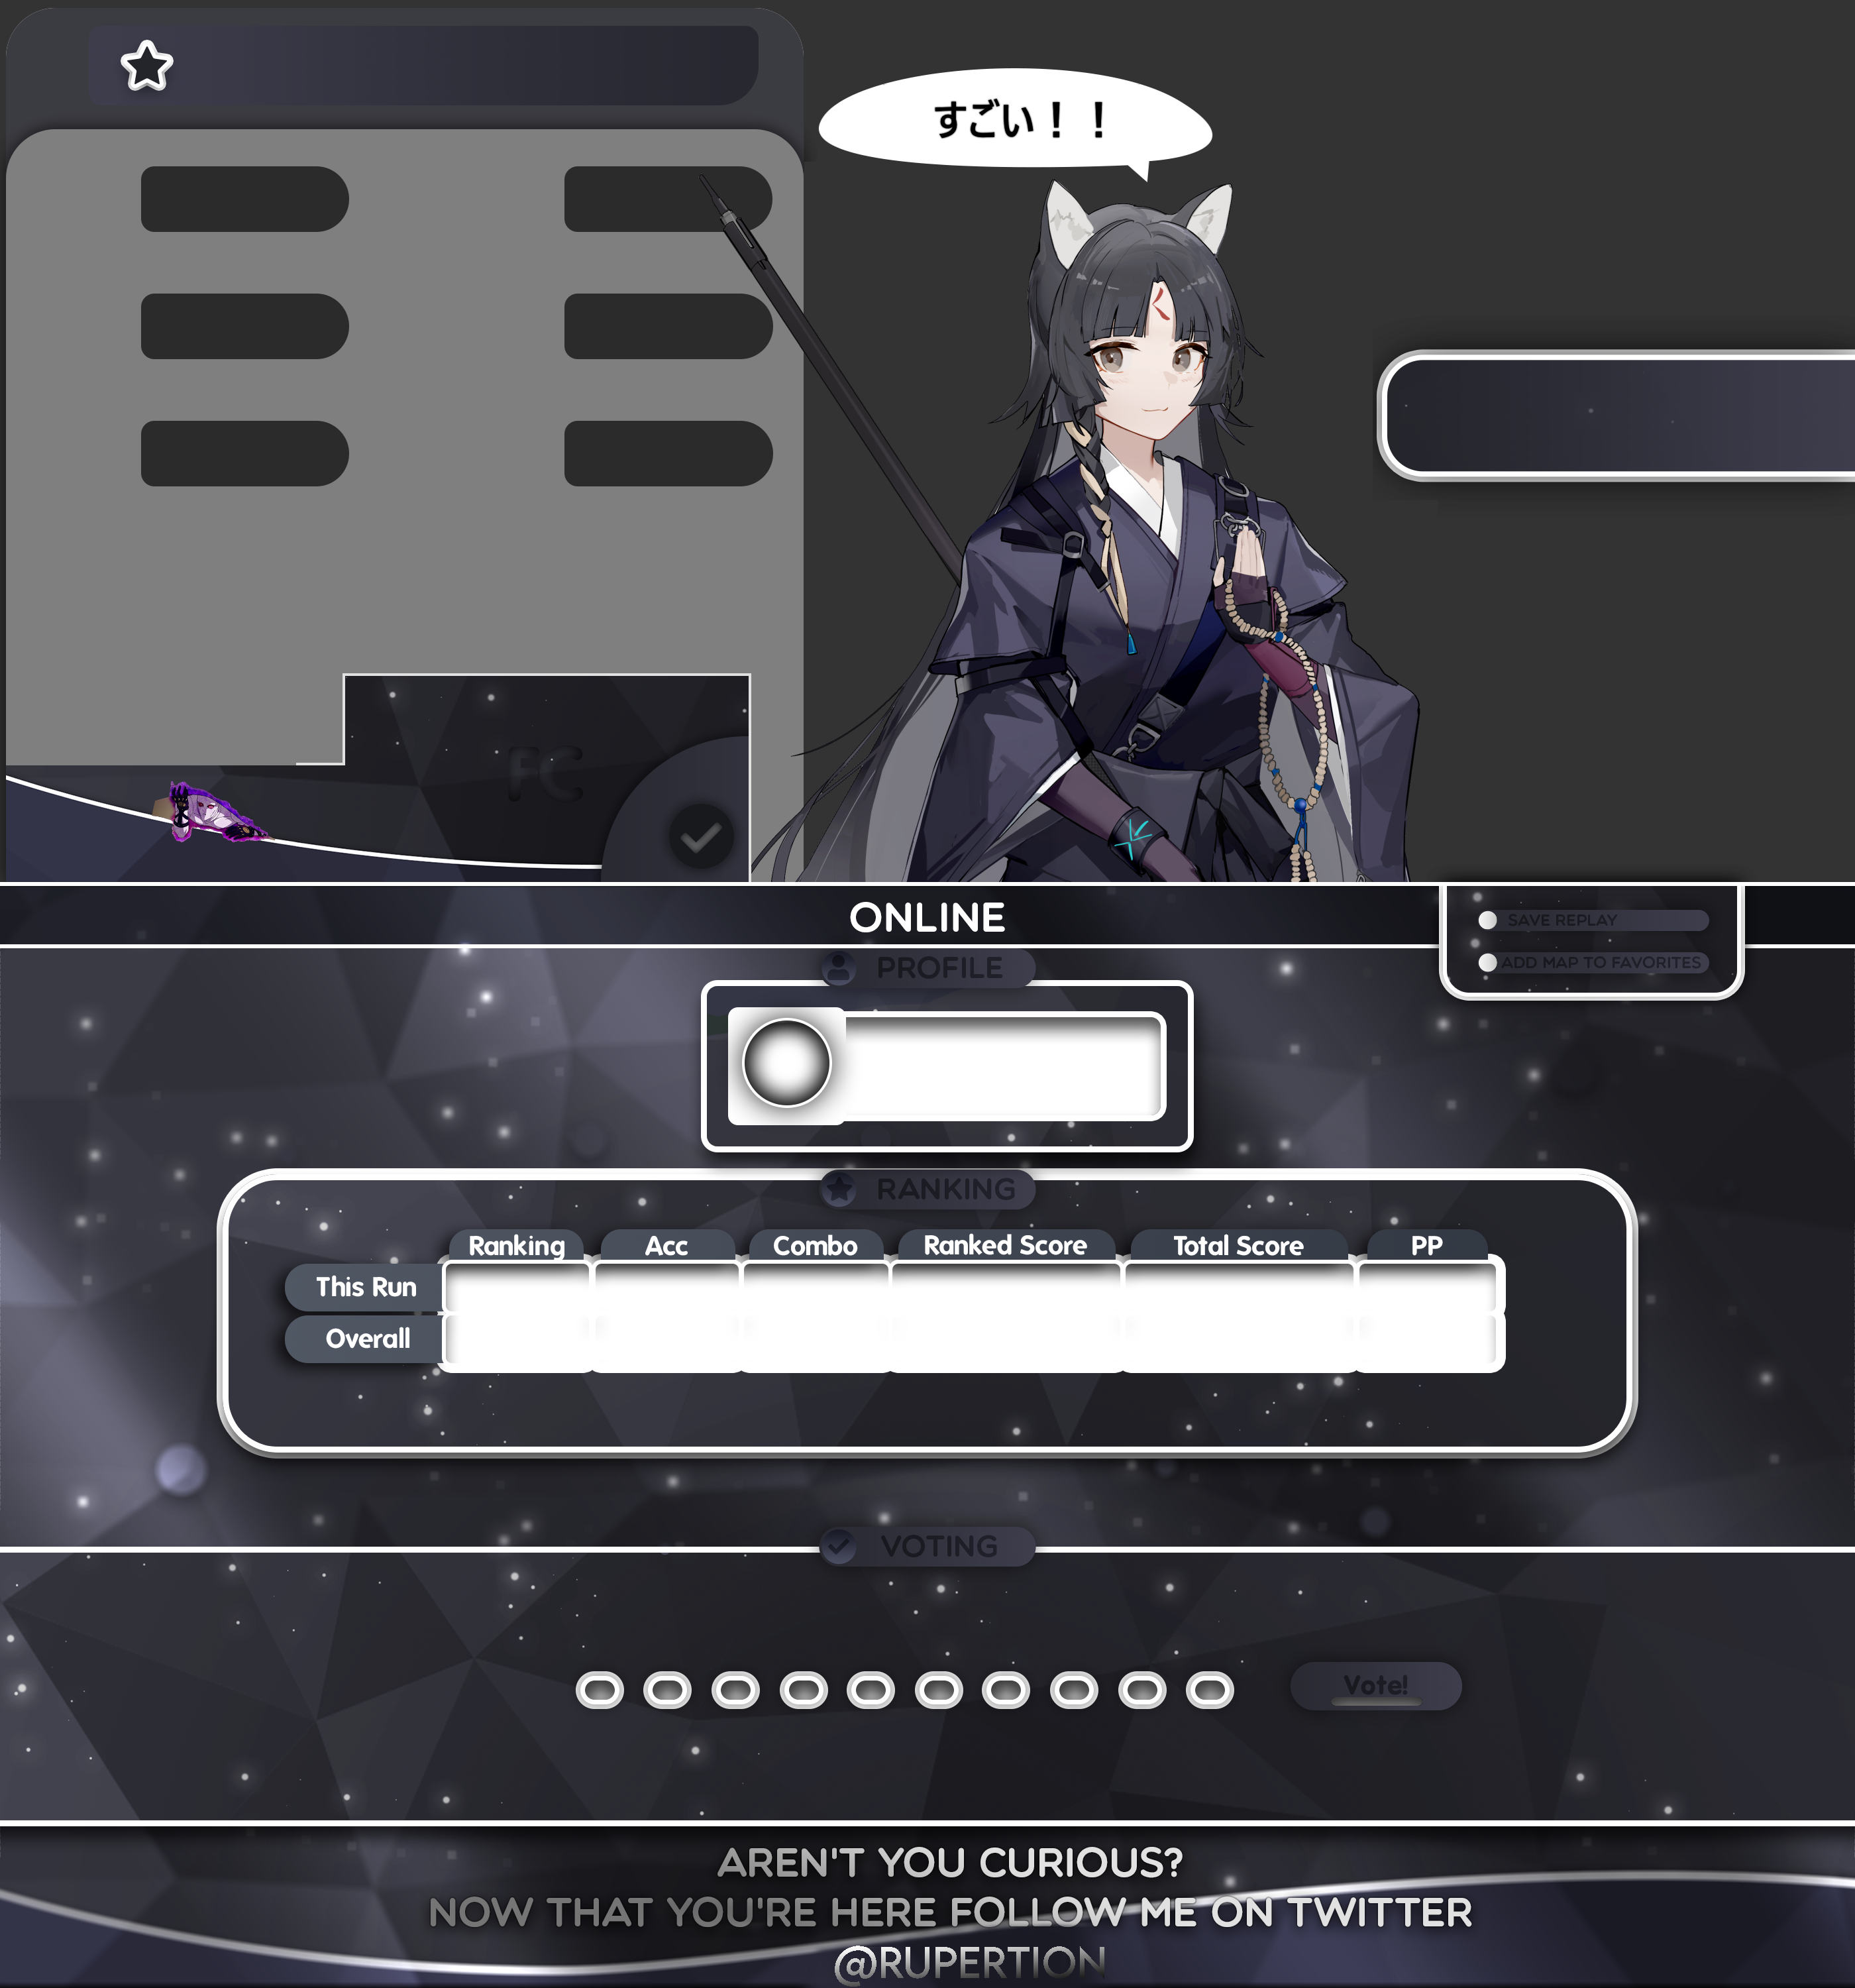 すごい！！
FC
ONLINE
SAVE REPLAY
ADD MAP TO FAVORITES
PROFILE
RANKING
Ranking Acc Combo Ranked Score Total Score PP
This Run
Overall
VOTING
Vote!
AREN'T YOU CURIOUS?
NOW THAT YOU'RE HERE FOLLOW ME ON TWITTER
@RUPERTION